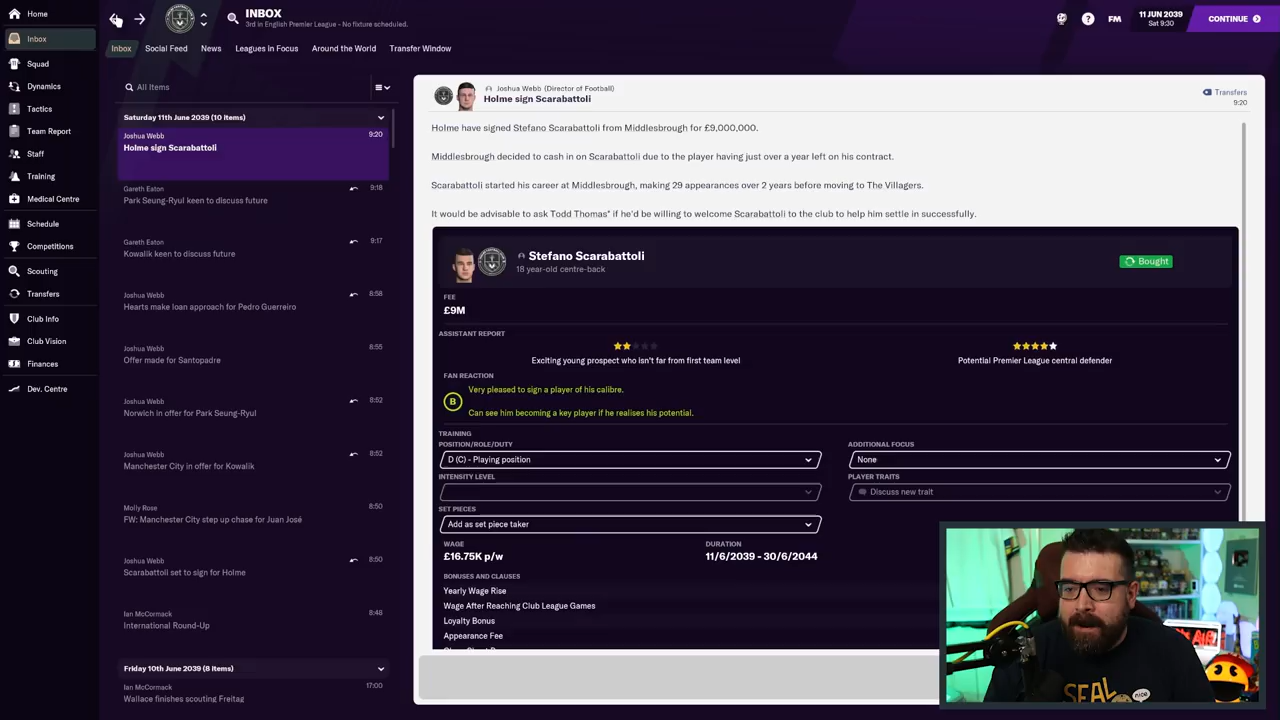 Home
Inbox
Squad
Dynamics
Tactics
Team Report
Staff
Training
Medical Centre
Schedule
Competitions
Scouting
Transfers
Club Info
Club Vision
Finances
Dev. Centre
INBOX
3rd in English Premier League - No fixture scheduled.
FM
11 JUN 2039
Sat 9:30
CONTINUE
Inbox
Social Feed
News
Leagues in Focus
Around the World
Transfer Window
All Items
Saturday 11th June 2039 (10 Items)
Joshua Webb
9:20
Holme sign Scarabattoli
Gareth Eaton
9:18
Park Seung-Ryul keen to discuss future
Gareth Eaton
9:17
Kowalik keen to discuss future
Joshua Webb
8:58
Hearts make loan approach for Pedro Guerreiro
Joshua Webb
8:55
Offer made for Santopadre
Joshua Webb
8:52
Norwich in offer for Park Seung-Ryul
Joshua Webb
8:52
Manchester City in offer for Kowalik
Molly Rose
8:50
FW: Manchester City step up chase for Juan José
Joshua Webb
8:50
Scarabattoli set to sign for Holme
Ian McCormack
8:48
International Round-Up
Friday 10th June 2039 (8 Items)
Ian McCormack
17:00
Wallace finishes scouting Freitag
Joshua Webb (Director of Football)
Holme sign Scarabattoli
Transfers
9:20
Holme have signed Stefano Scarabattoli from Middlesbrough for £9,000,000.
Middlesbrough decided to cash in on Scarabattoli due to the player having just over a year left on his contract.
Scarabattoli started his career at Middlesbrough, making 29 appearances over 2 years before moving to The Villagers.
It would be advisable to ask Todd Thomas* if he'd be willing to welcome Scarabattoli to the club to help him settle in successfully.
Stefano Scarabattoli
18 year-old centre-back
Bought
FEE
£9M
ASSISTANT REPORT
Exciting young prospect who isn't far from first team level
Potential Premier League central defender
FAN REACTION
B
Very pleased to sign a player of his calibre.
Can see him becoming a key player if he realises his potential.
TRAINING
POSITION/ROLE/DUTY
D (C) - Playing position
ADDITIONAL FOCUS
None
INTENSITY LEVEL
PLAYER TRAITS
Discuss new trait
SET PIECES
Add as set piece taker
WAGE
£16.75K p/w
DURATION
11/6/2039 - 30/6/2044
BONUSES AND CLAUSES
Yearly Wage Rise
Wage After Reaching Club League Games
Loyalty Bonus
Appearance Fee
SEAL
nice